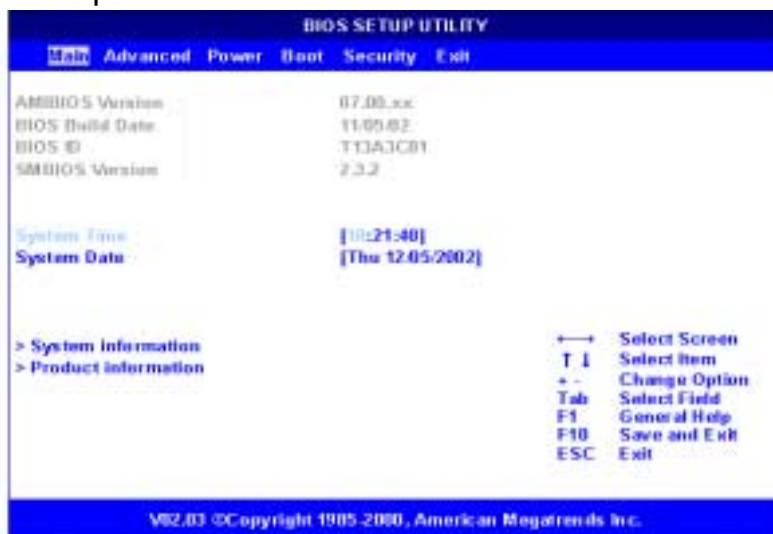 BIOS SETUP UTILITY
Main Advanced Power Boot Security Exit
AMIBIOS Version 07.00.xx
BIOS Build Date 11/05/02
BIOS ID T13A3C01
SMBIOS Version 2.3.2
System Time [10:21:40]
System Date [Thu 12/05/2002]
> System information
> Product information
←→ Select Screen
↑↓ Select Item
+ - Change Option
Tab Select Field
F1 General Help
F10 Save and Exit
ESC Exit
V02.03 ©Copyright 1985-2000, American Megatrends Inc.